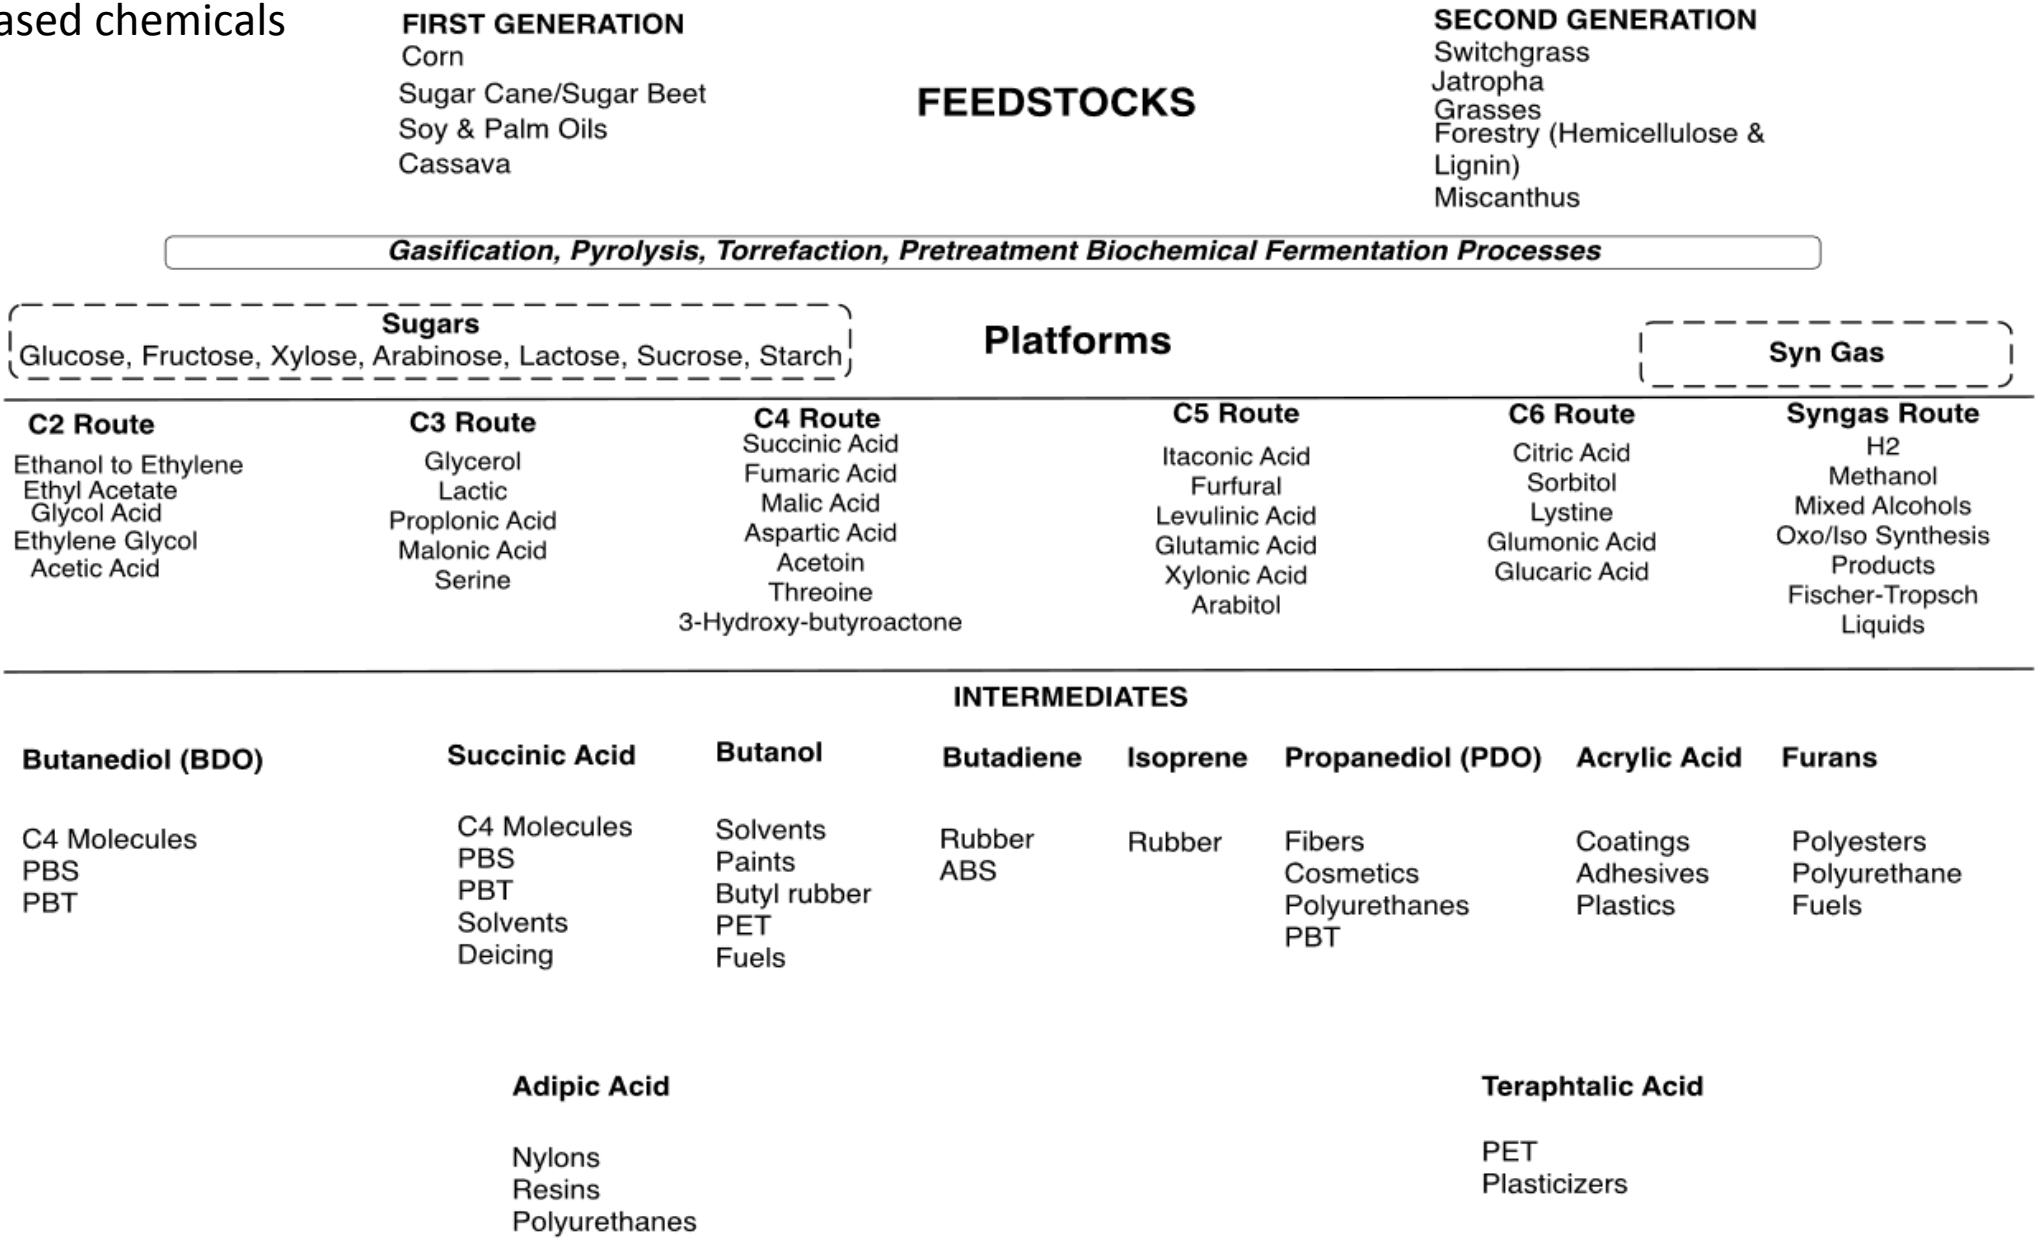 ased chemicals
FIRST GENERATION
Corn
Sugar Cane/Sugar Beet
Soy & Palm Oils
Cassava
FEEDSTOCKS
SECOND GENERATION
Switchgrass
Jatropha
Grasses
Forestry (Hemicellulose &
Lignin)
Miscanthus
Gasification, Pyrolysis, Torrefaction, Pretreatment Biochemical Fermentation Processes
Sugars
Glucose, Fructose, Xylose, Arabinose, Lactose, Sucrose, Starch
Platforms
Syn Gas
C2 Route
Ethanol to Ethylene
Ethyl Acetate
Glycol Acid
Ethylene Glycol
Acetic Acid
C3 Route
Glycerol
Lactic
Proplonic Acid
Malonic Acid
Serine
C4 Route
Succinic Acid
Fumaric Acid
Malic Acid
Aspartic Acid
Acetoin
Threoine
3-Hydroxy-butyroactone
C5 Route
Itaconic Acid
Furfural
Levulinic Acid
Glutamic Acid
Xylonic Acid
Arabitol
C6 Route
Citric Acid
Sorbitol
Lystine
Glumonic Acid
Glucaric Acid
Syngas Route
H2
Methanol
Mixed Alcohols
Oxo/Iso Synthesis
Products
Fischer-Tropsch
Liquids
INTERMEDIATES
Butanediol (BDO)
C4 Molecules
PBS
PBT
Succinic Acid
C4 Molecules
PBS
PBT
Solvents
Deicing
Butanol
Solvents
Paints
Butyl rubber
PET
Fuels
Butadiene
Rubber
ABS
Isoprene
Rubber
Propanediol (PDO)
Fibers
Cosmetics
Polyurethanes
PBT
Acrylic Acid
Coatings
Adhesives
Plastics
Furans
Polyesters
Polyurethane
Fuels
Adipic Acid
Nylons
Resins
Polyurethanes
Teraphtalic Acid
PET
Plasticizers